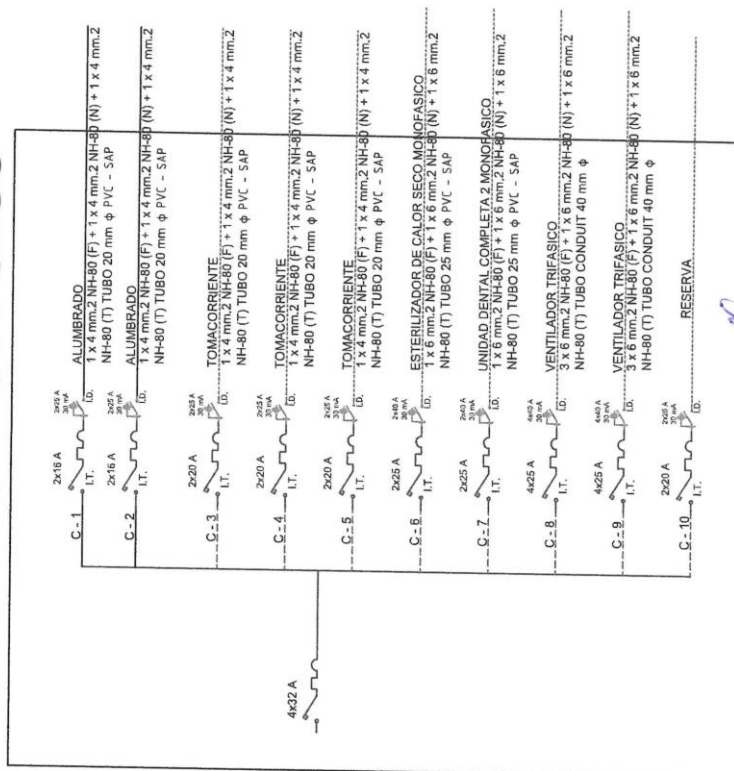 4x32 A
C - 1
2x16 A
I.T.
2x25 A
30 mA
I.D.
ALUMBRADO
1 x 4 mm.2 NH-80 (F) + 1 x 4 mm.2 NH-80 (N) + 1 x 4 mm.2
NH-80 (T) TUBO 20 mm ϕ PVC - SAP
C - 2
2x16 A
I.T.
2x25 A
30 mA
I.D.
ALUMBRADO
1 x 4 mm.2 NH-80 (F) + 1 x 4 mm.2 NH-80 (N) + 1 x 4 mm.2
NH-80 (T) TUBO 20 mm ϕ PVC - SAP
C - 3
2x20 A
I.T.
2x25 A
30 mA
I.D.
TOMACORRIENTE
1 x 4 mm.2 NH-80 (F) + 1 x 4 mm.2 NH-80 (N) + 1 x 4 mm.2
NH-80 (T) TUBO 20 mm ϕ PVC - SAP
C - 4
2x20 A
I.T.
2x25 A
30 mA
I.D.
TOMACORRIENTE
1 x 4 mm.2 NH-80 (F) + 1 x 4 mm.2 NH-80 (N) + 1 x 4 mm.2
NH-80 (T) TUBO 20 mm ϕ PVC - SAP
C - 5
2x20 A
I.T.
2x25 A
30 mA
I.D.
TOMACORRIENTE
1 x 4 mm.2 NH-80 (F) + 1 x 4 mm.2 NH-80 (N) + 1 x 4 mm.2
NH-80 (T) TUBO 20 mm ϕ PVC - SAP
C - 6
2x25 A
I.T.
2x40 A
30 mA
I.D.
ESTERILIZADOR DE CALOR SECO MONOFASICO
1 x 6 mm.2 NH-80 (F) + 1 x 6 mm.2 NH-80 (N) + 1 x 6 mm.2
NH-80 (T) TUBO 25 mm ϕ PVC - SAP
C - 7
2x25 A
I.T.
2x40 A
30 mA
I.D.
UNIDAD DENTAL COMPLETA 2 MONOFASICO
1 x 6 mm.2 NH-80 (F) + 1 x 6 mm.2 NH-80 (N) + 1 x 6 mm.2
NH-80 (T) TUBO 25 mm ϕ PVC - SAP
C - 8
4x25 A
I.T.
4x40 A
30 mA
I.D.
VENTILADOR TRIFASICO
3 x 6 mm.2 NH-80 (F) + 1 x 6 mm.2 NH-80 (N) + 1 x 6 mm.2
NH-80 (T) TUBO CONDUIT 40 mm ϕ
C - 9
4x25 A
I.T.
4x40 A
30 mA
I.D.
VENTILADOR TRIFASICO
3 x 6 mm.2 NH-80 (F) + 1 x 6 mm.2 NH-80 (N) + 1 x 6 mm.2
NH-80 (T) TUBO CONDUIT 40 mm ϕ
C - 10
2x20 A
I.T.
2x25 A
30 mA
I.D.
RESERVA